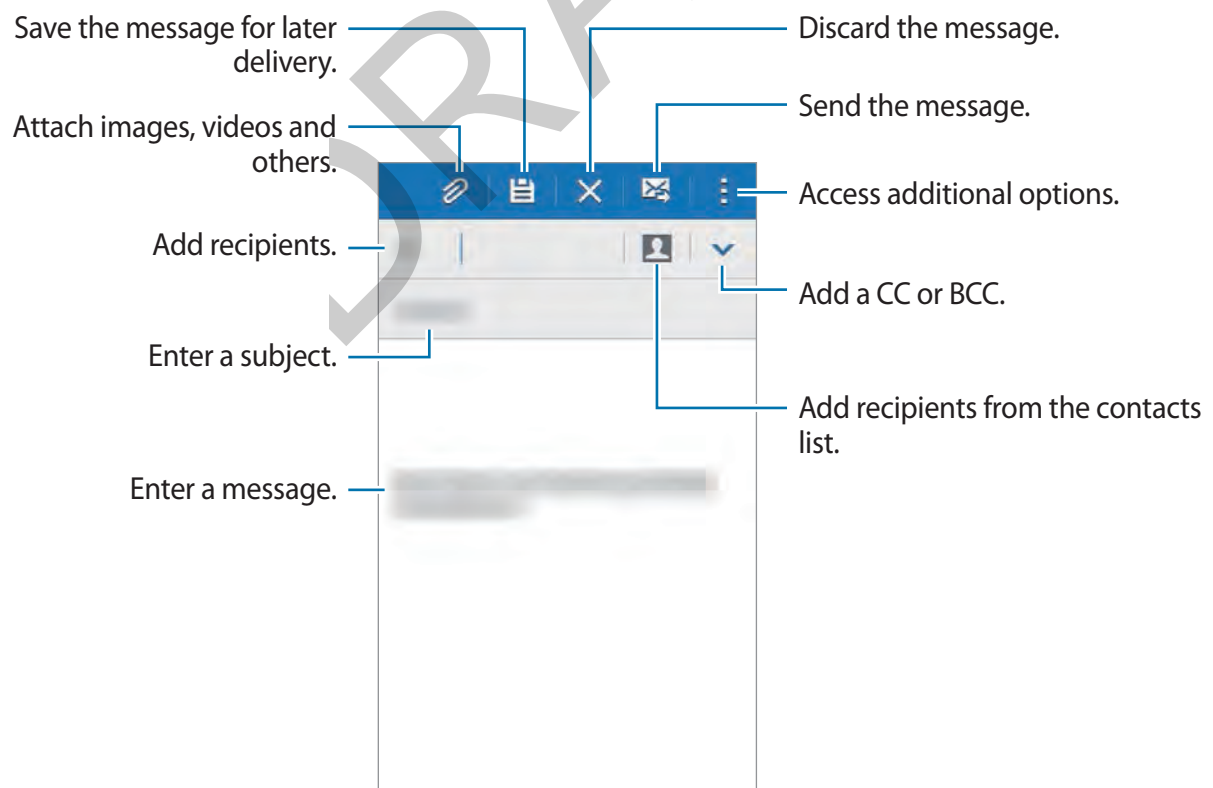 Save the message for later
delivery.
Attach images, videos and
others.
Add recipients.
Enter a subject.
Enter a message.
Discard the message.
Send the message.
Access additional options.
Add a CC or BCC.
Add recipients from the contacts
list.
DRA